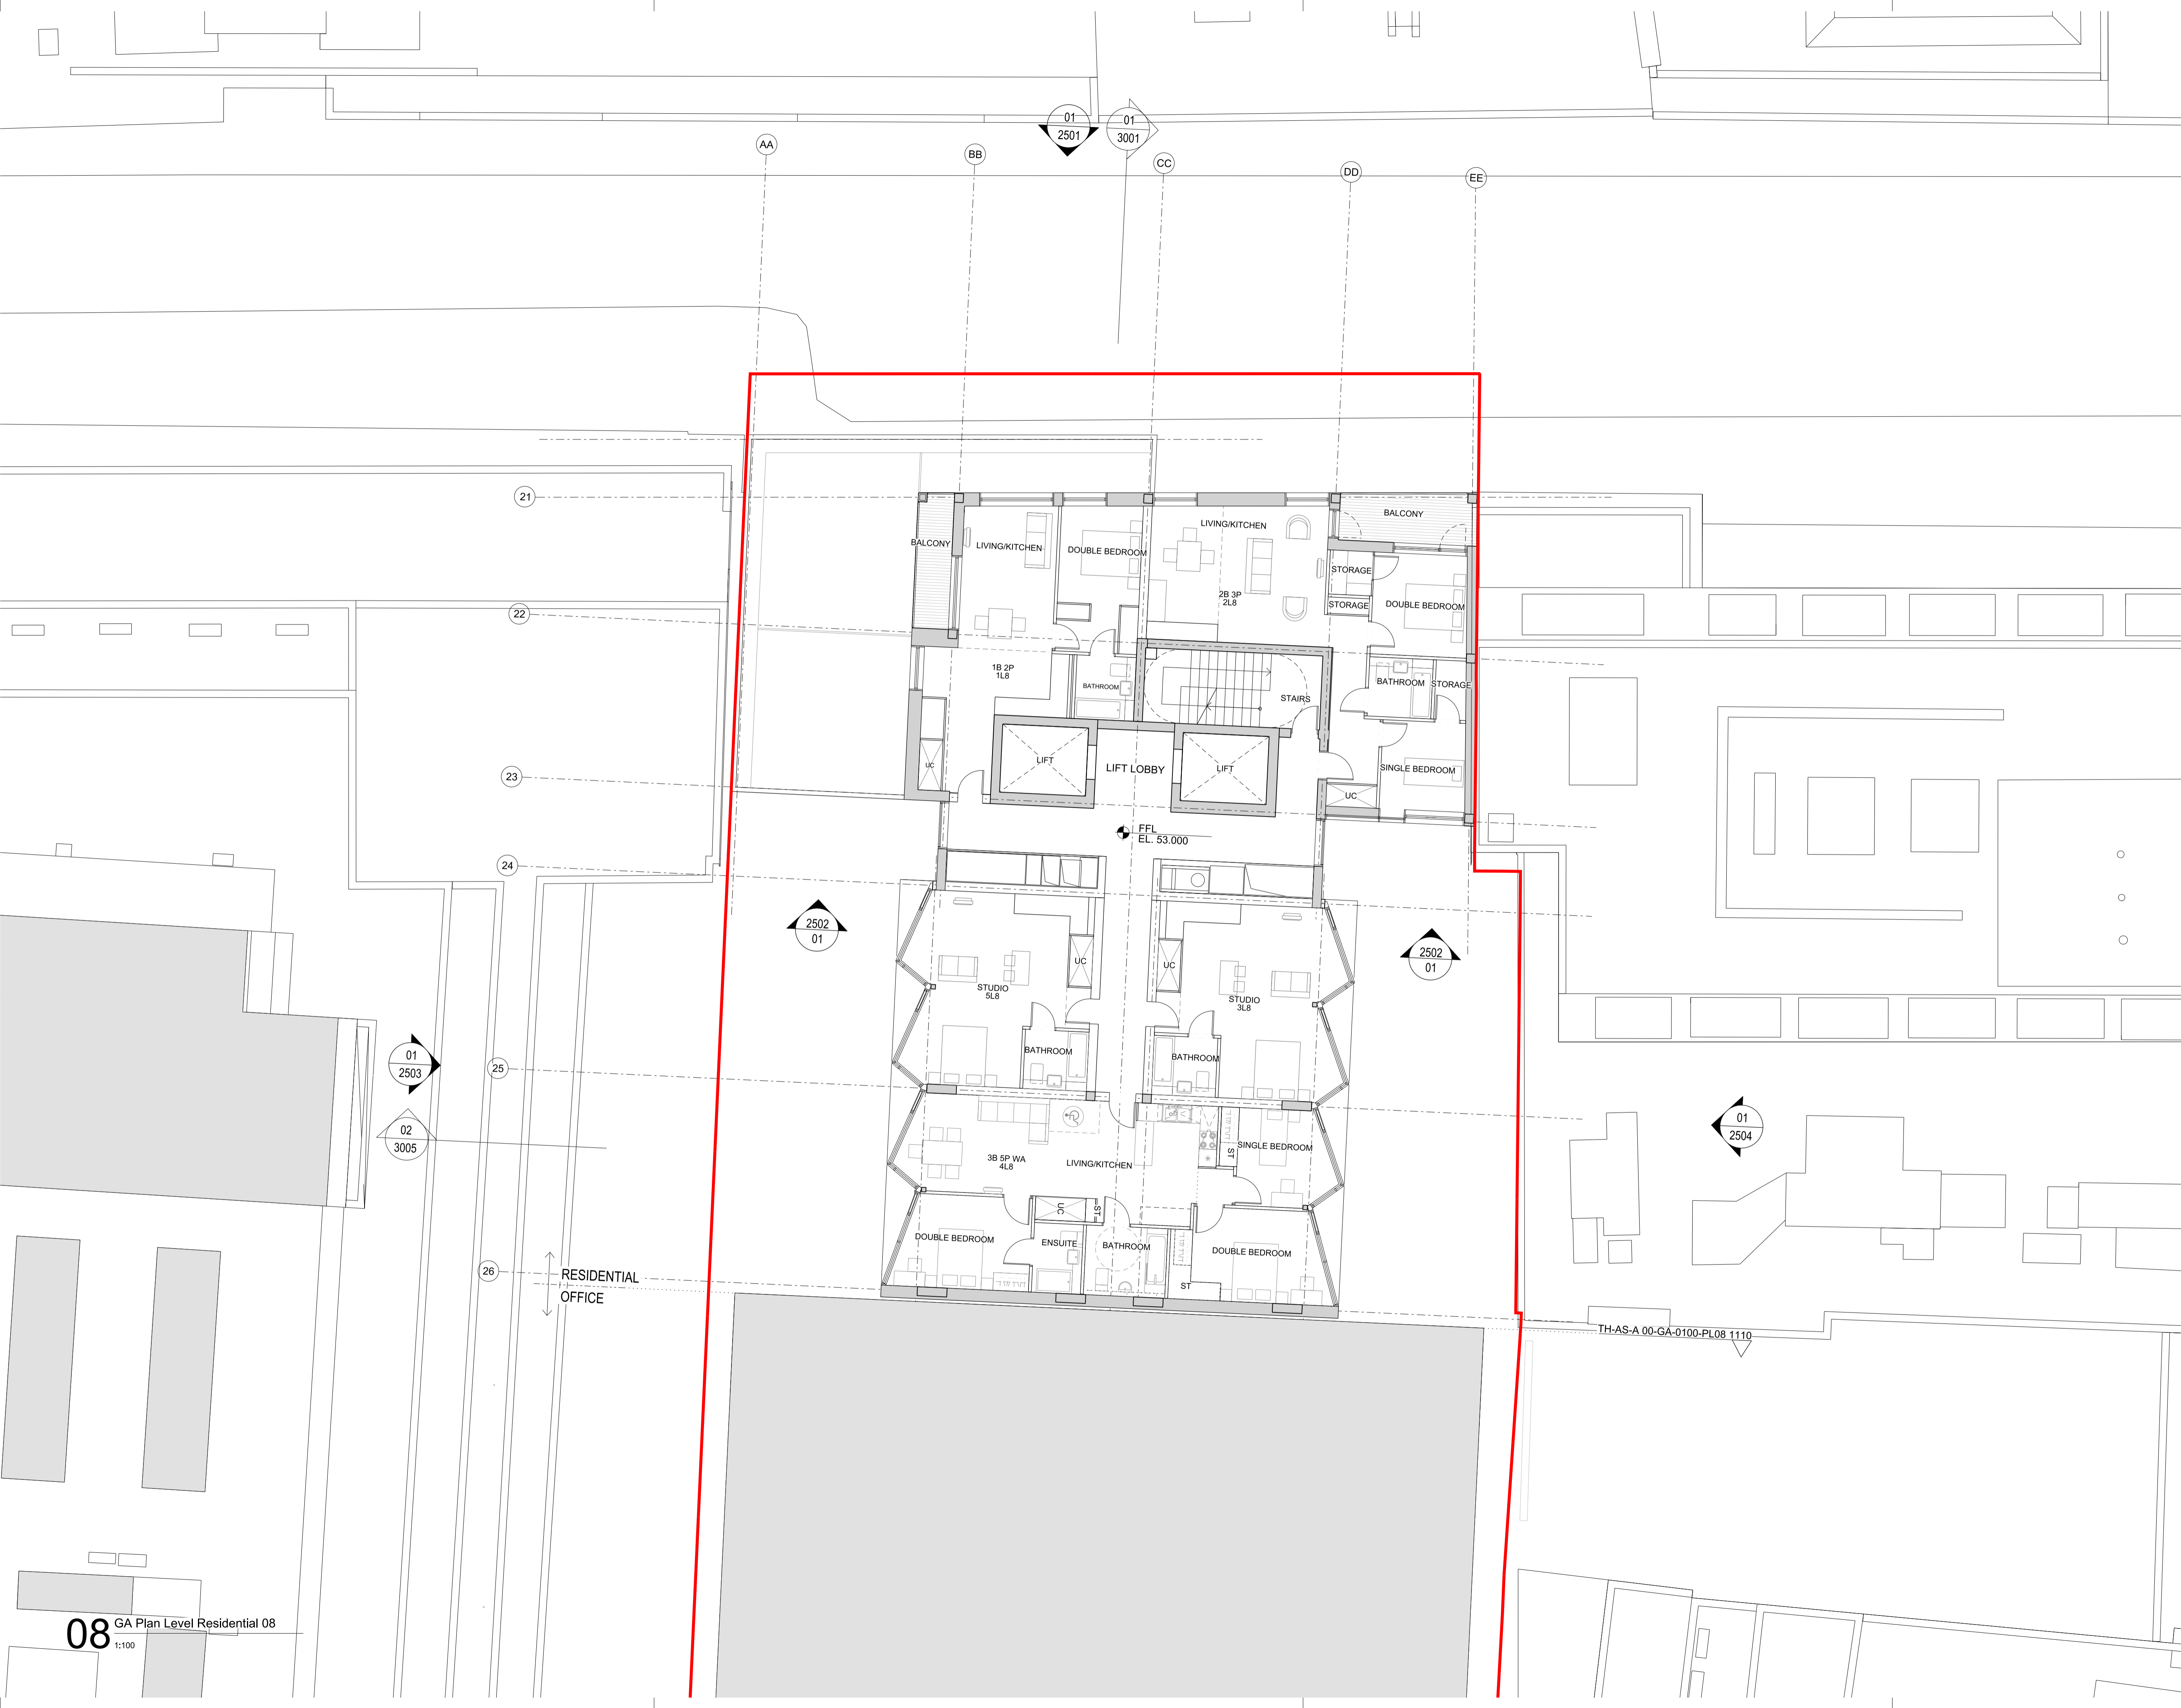 01
2501
01
3001
AA
BB
CC
DD
EE
21
BALCONY
LIVING/KITCHEN
BALCONY
LIVING/KITCHEN
DOUBLE BEDROOM
STORAGE
2B 3P
2L8
STORAGE
DOUBLE BEDROOM
22
1B 2P
1L8
BATHROOM
STAIRS
BATHROOM
STORAGE
23
UC
LIFT
LIFT LOBBY
LIFT
SINGLE BEDROOM
UC
FFL
EL. 53.000
24
2502
01
2502
01
UC
UC
STUDIO
5L8
STUDIO
3L8
01
2503
25
BATHROOM
BATHROOM
02
3005
01
2504
3B 5P WA
4L8
LIVING/KITCHEN
ST
SINGLE BEDROOM
UC
ST
DOUBLE BEDROOM
ENSUITE
BATHROOM
DOUBLE BEDROOM
ST
26
RESIDENTIAL
OFFICE
TH-AS-A 00-GA-0100-PL08 1110
08
GA Plan Level Residential 08
1:100